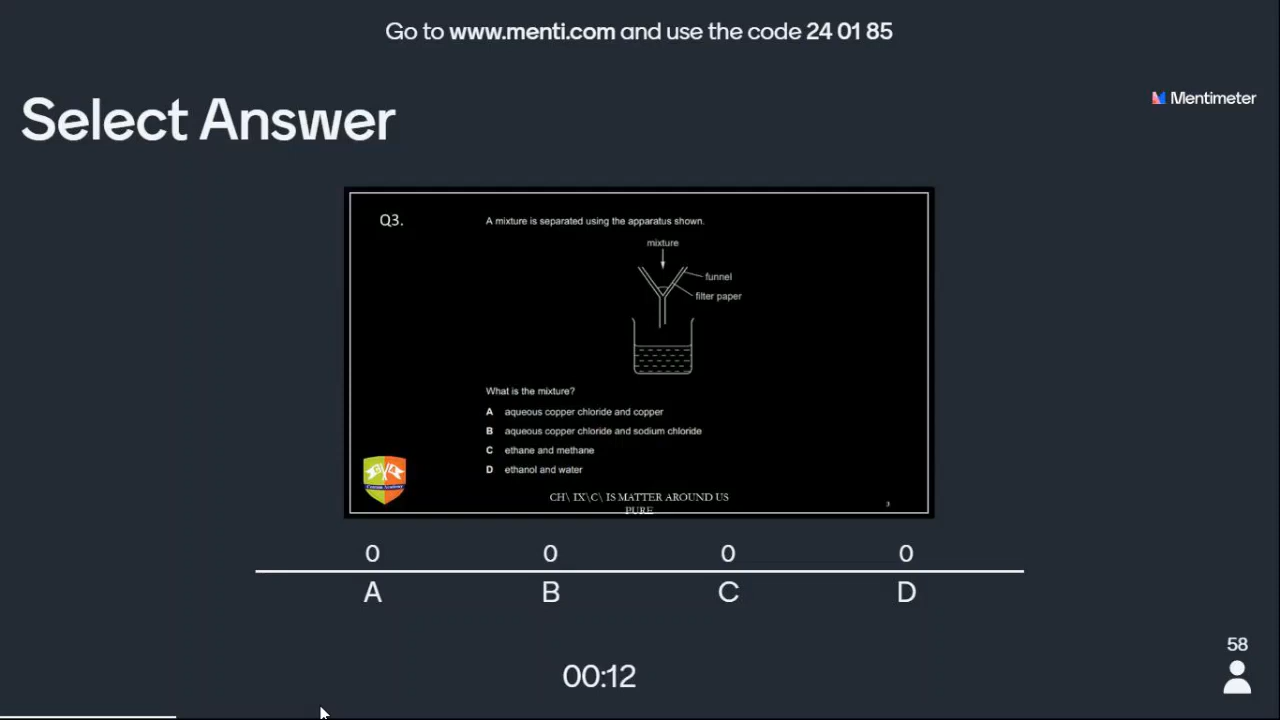 Go to www.menti.com and use the code 24 01 85
Select Answer
Mentimeter
Q3.
A mixture is separated using the apparatus shown.
mixture
funnel
filter paper
What is the mixture?
A aqueous copper chloride and copper
B aqueous copper chloride and sodium chloride
C ethane and methane
D ethanol and water
CH\ IX\C\ IS MATTER AROUND US
PURE
3
0 0 0 0
A B C D
00:12
58